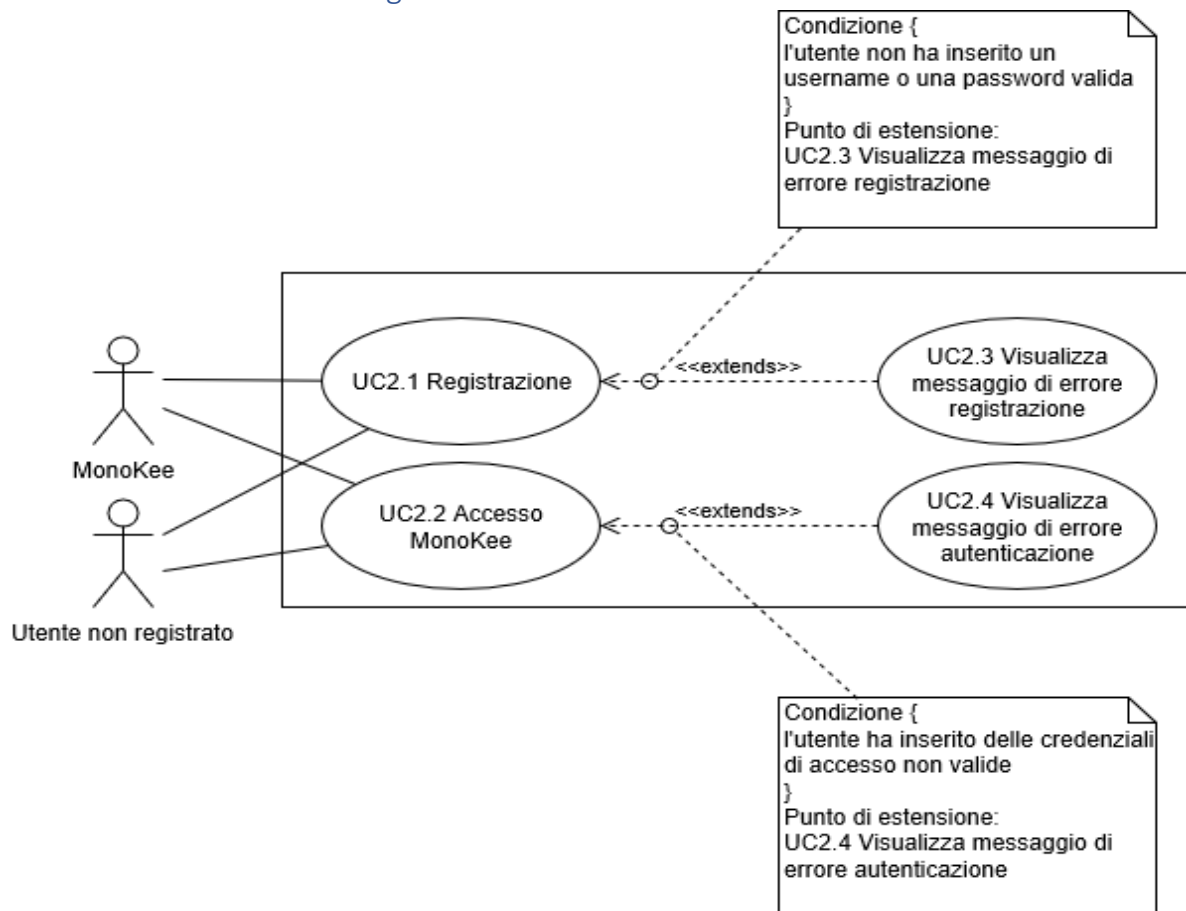 Condizione {
l'utente non ha inserito un
username o una password valida
}
Punto di estensione:
UC2.3 Visualizza messaggio di
errore registrazione
UC2.1 Registrazione
<<extends>>
UC2.3 Visualizza
messaggio di errore
registrazione
MonoKee
UC2.2 Accesso
MonoKee
<<extends>>
UC2.4 Visualizza
messaggio di errore
autenticazione
Utente non registrato
Condizione {
l'utente ha inserito delle credenziali
di accesso non valide
}
Punto di estensione:
UC2.4 Visualizza messaggio di
errore autenticazione